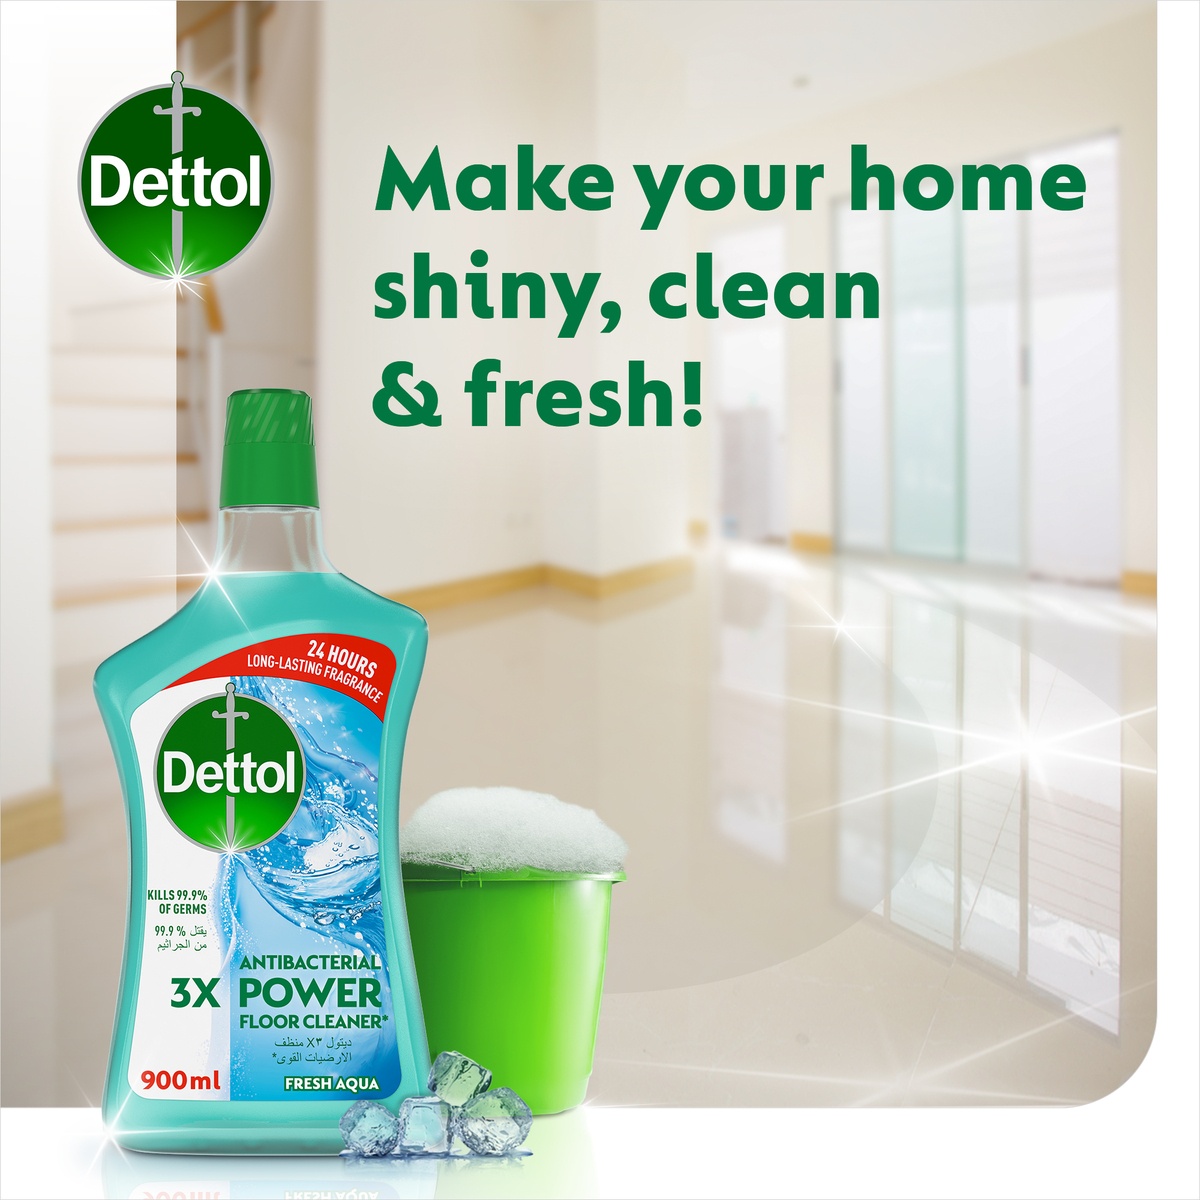 Dettol
Make your home
shiny, clean
& fresh!
24 HOURS
LONG-LASTING FRAGRANCE
Dettol
KILLS 99.9%
OF GERMS
يقتل % 99.9
من الجراثيم
ANTIBACTERIAL
3X POWER
FLOOR CLEANER*
ديتول X٣ منظف
الارضيات القوى*
900ml
FRESH AQUA